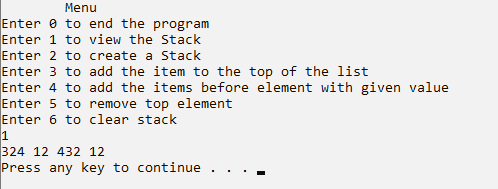 Menu
Enter 0 to end the program
Enter 1 to view the Stack
Enter 2 to create a Stack
Enter 3 to add the item to the top of the list
Enter 4 to add the items before element with given value
Enter 5 to remove top element
Enter 6 to clear stack
1
324 12 432 12
Press any key to continue . . .